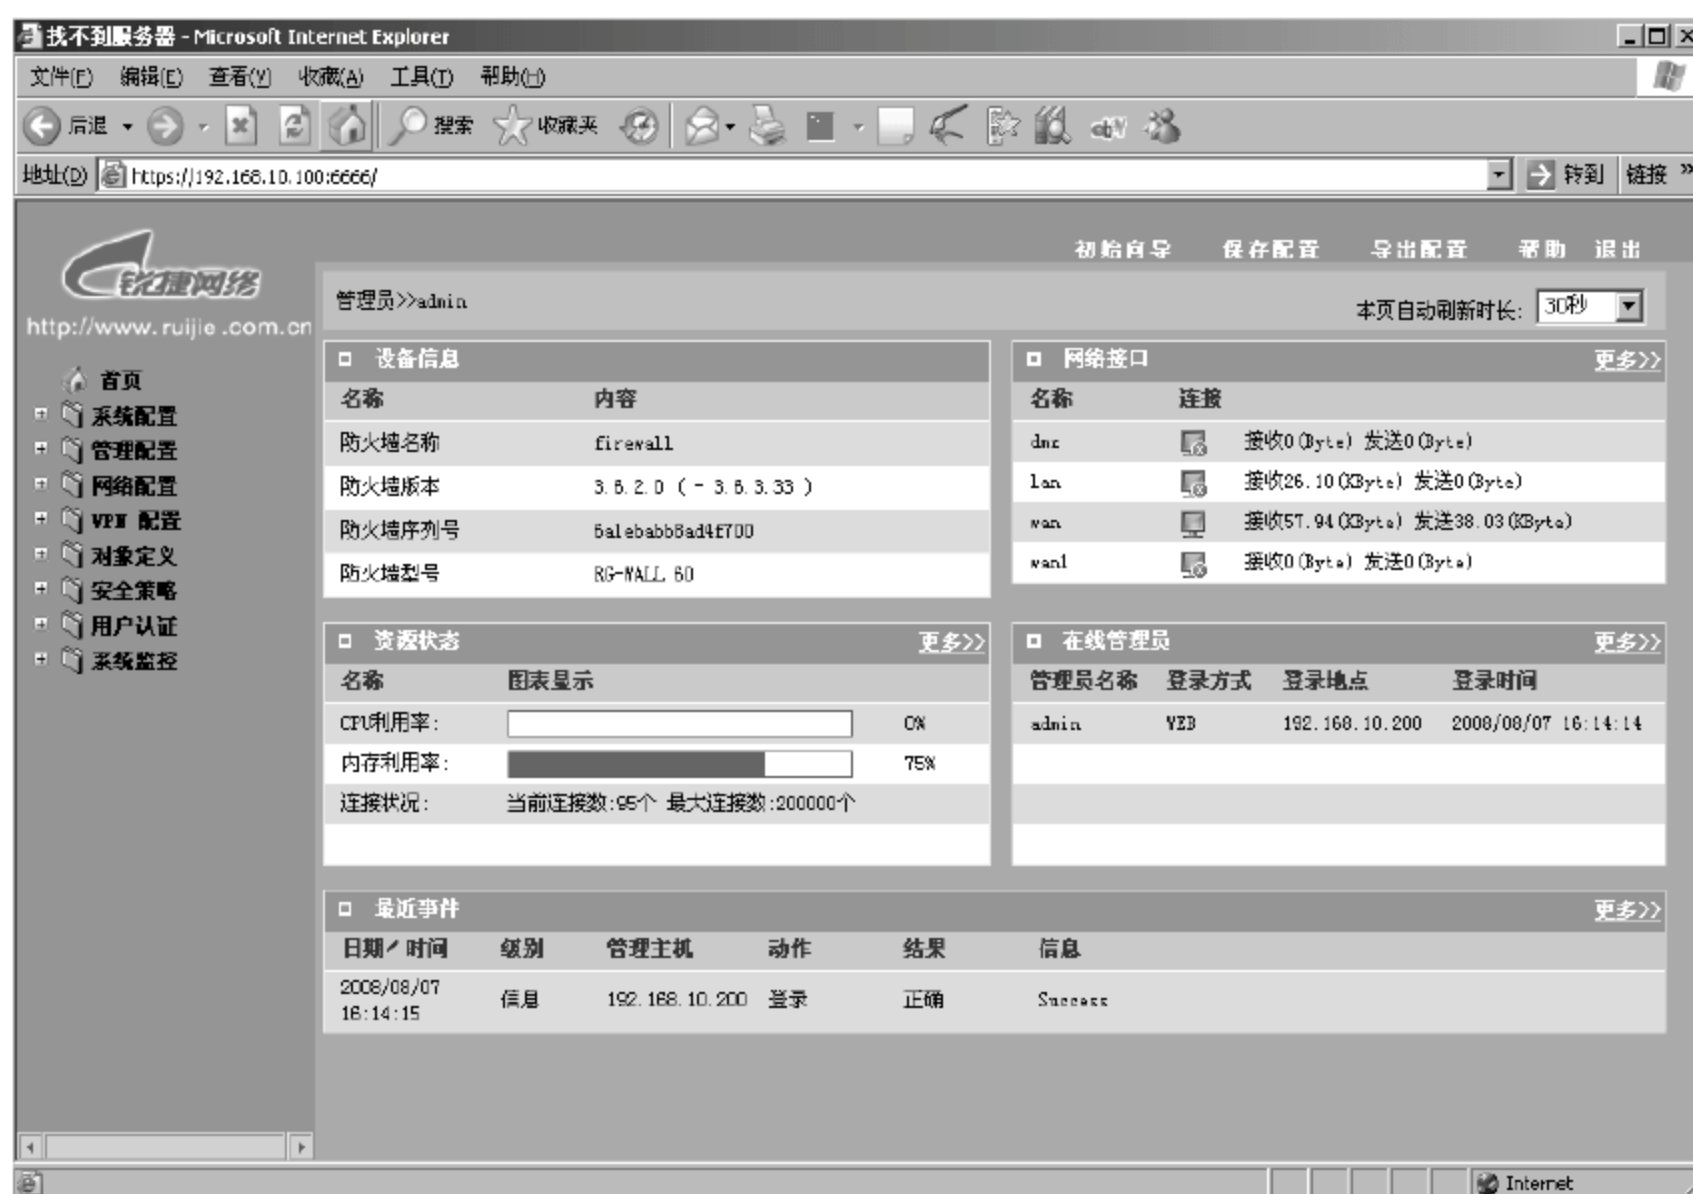 找不到服务器 - Microsoft Internet Explorer
文件(F) 编辑(E) 查看(V) 收藏(A) 工具(T) 帮助(H)
后退 搜索 收藏夹
地址(D) https://192.168.10.100:6666/ 转到 链接 »
初始向导 保存配置 导出配置 帮助 退出
锐捷网络
http://www.ruijie.com.cn
管理员>>admin
本页自动刷新时长: 30秒
首页
系统配置
管理配置
网络配置
VPN 配置
对象定义
安全策略
用户认证
系统监控
设备信息
名称 内容
防火墙名称 firewall
防火墙版本 3.6.2.0 ( - 3.6.3.33 )
防火墙序列号
防火墙型号 RG-WALL 60
网络接口 更多>>
名称 连接
dmz 接收0(Byte) 发送0(Byte)
lan 接收26.10(KByte) 发送0(Byte)
wan 接收57.94(KByte) 发送38.03(KByte)
wan1 接收0(Byte) 发送0(Byte)
资源状态 更多>>
名称 图表显示
CPU利用率: 0%
内存利用率: 75%
连接状况: 当前连接数:95个 最大连接数:200000个
在线管理员 更多>>
管理员名称 登录方式 登录地点 登录时间
admin WEB 192.168.10.200 2008/08/07 16:14:14
最近事件 更多>>
日期/时间 级别 管理主机 动作 结果 信息
2008/08/07
16:14:15 信息 192.168.10.200 登录 正确 Success
Internet